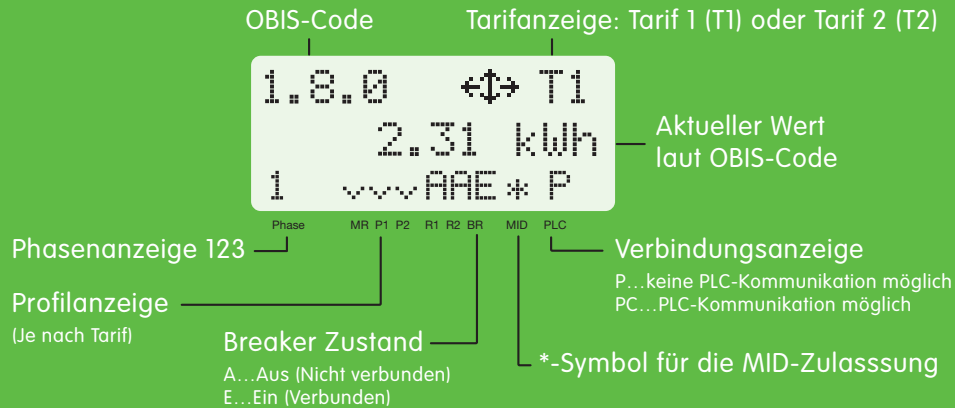 OBIS-Code
Tarifanzeige: Tarif 1 (T1) oder Tarif 2 (T2)
1.8.0 T1
2.31 kWh
Aktueller Wert
laut OBIS-Code
1 ✓✓✓AAE* P
Phase MR P1 P2 R1 R2 BR MID PLC
Phasenanzeige 123
Verbindungsanzeige
P...keine PLC-Kommunikation möglich
PC...PLC-Kommunikation möglich
Profilanzeige
(Je nach Tarif)
Breaker Zustand
A...Aus (Nicht verbunden)
E...Ein (Verbunden)
*-Symbol für die MID-Zulasssung